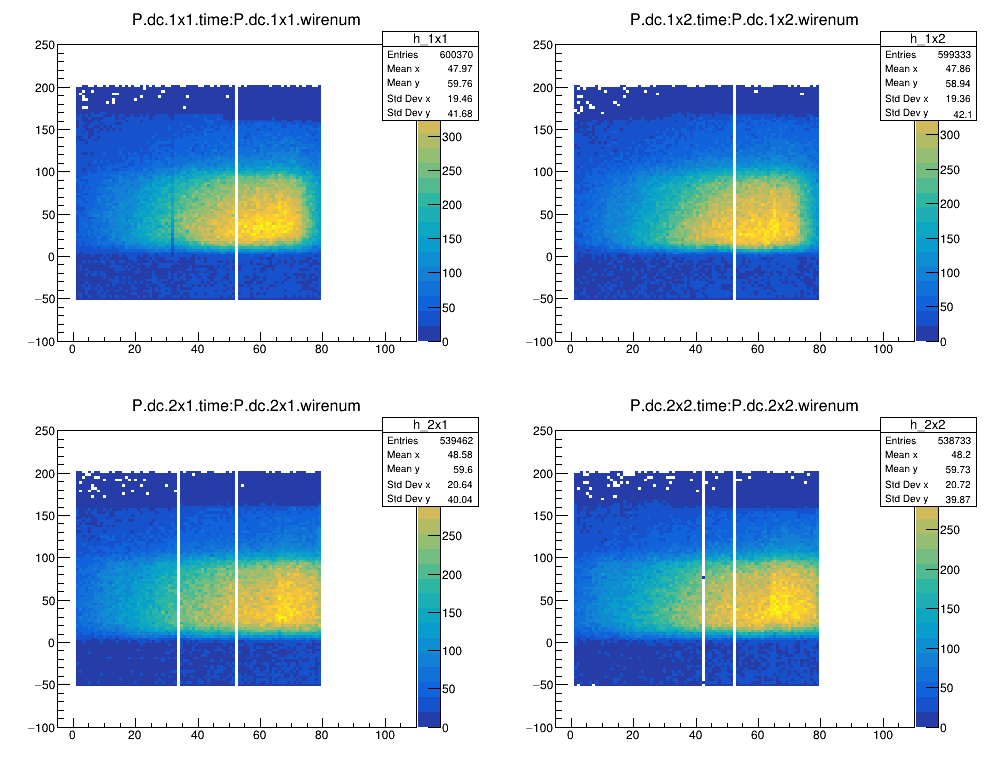 P.dc.1x1.time:P.dc.1x1.wirenum
h_1x1
Entries 600370
Mean x 47.97
Mean y 59.76
Std Dev x 19.46
Std Dev y 41.68
250
200
150
100
50
0
−50
−100
0 20 40 60 80 100
300
250
200
150
100
50
0
P.dc.1x2.time:P.dc.1x2.wirenum
h_1x2
Entries 599333
Mean x 47.86
Mean y 58.94
Std Dev x 19.36
Std Dev y 42.1
250
200
150
100
50
0
−50
−100
0 20 40 60 80 100
300
250
200
150
100
50
0
P.dc.2x1.time:P.dc.2x1.wirenum
h_2x1
Entries 539462
Mean x 48.58
Mean y 59.6
Std Dev x 20.64
Std Dev y 40.04
250
200
150
100
50
0
−50
−100
0 20 40 60 80 100
250
200
150
100
50
0
P.dc.2x2.time:P.dc.2x2.wirenum
h_2x2
Entries 538733
Mean x 48.2
Mean y 59.73
Std Dev x 20.72
Std Dev y 39.87
250
200
150
100
50
0
−50
−100
0 20 40 60 80 100
250
200
150
100
50
0